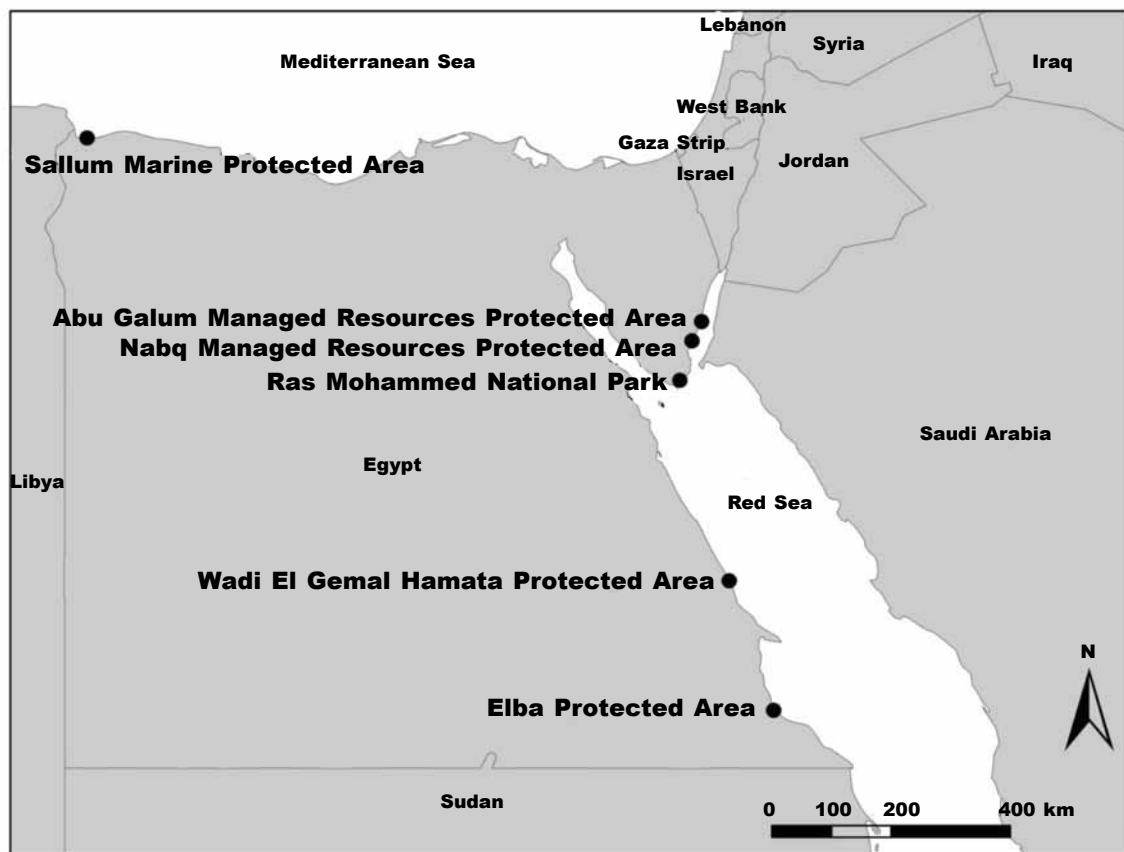 Lebanon
Syria
Mediterranean Sea
Iraq
West Bank
Gaza Strip
Sallum Marine Protected Area
Jordan
Israel
Abu Galum Managed Resources Protected Area
Nabq Managed Resources Protected Area
Ras Mohammed National Park
Saudi Arabia
Egypt
Libya
Red Sea
Wadi El Gemal Hamata Protected Area
N
Elba Protected Area
Sudan
0 100 200 400 km